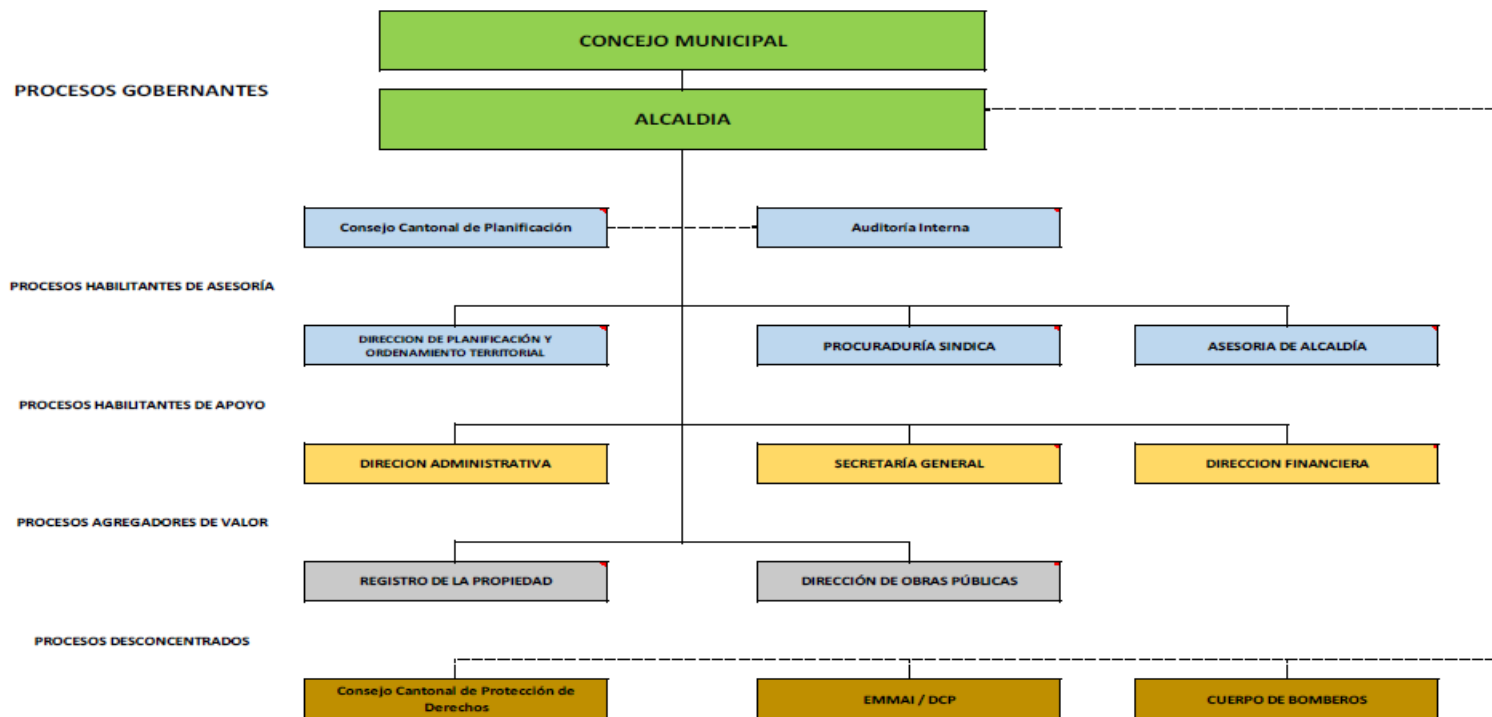 CONCEJO MUNICIPAL
PROCESOS GOBERNANTES
ALCALDIA
Consejo Cantonal de Planificación
Auditoría Interna
PROCESOS HABILITANTES DE ASESORÍA
DIRECCION DE PLANIFICACIÓN Y
ORDENAMIENTO TERRITORIAL
PROCURADURÍA SINDICA
ASESORIA DE ALCALDÍA
PROCESOS HABILITANTES DE APOYO
DIRECION ADMINISTRATIVA
SECRETARÍA GENERAL
DIRECCION FINANCIERA
PROCESOS AGREGADORES DE VALOR
REGISTRO DE LA PROPIEDAD
DIRECCIÓN DE OBRAS PÚBLICAS
PROCESOS DESCONCENTRADOS
Consejo Cantonal de Protección de
Derechos
EMMAI / DCP
CUERPO DE BOMBEROS